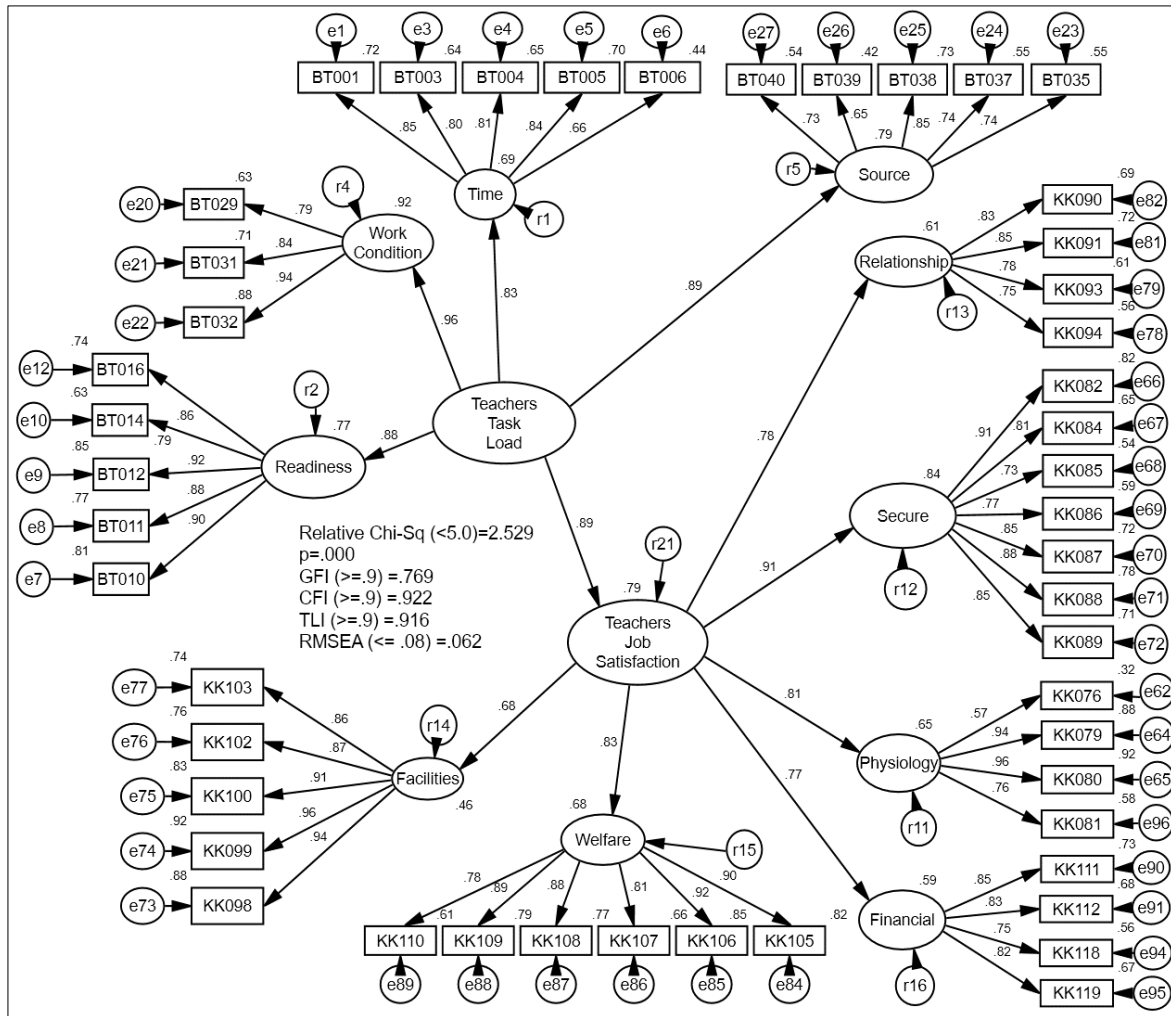 e1
e3
e4
e5
e6
.72
.64
.65
.70
.44
BT001
BT003
BT004
BT005
BT006
.85
.80
.81
.84
.66
.69
Time
r1
e27
e26
e25
e24
e23
.54
.42
.73
.55
.55
BT040
BT039
BT038
BT037
BT035
.73
.65
.85
.74
.74
.79
r5
Source
.63
e20
BT029
.79
.71
e21
BT031
.84
.88
e22
BT032
.94
r4
.92
Work
Condition
.96
.83
.89
.74
e12
BT016
.86
.63
e10
BT014
.79
.85
e9
BT012
.92
.77
e8
BT011
.88
.81
e7
BT010
.90
r2
.77
Readiness
.88
Teachers
Task
Load
.61
Relationship
r13
.83
.85
.78
.75
.69
KK090
e82
.72
KK091
e81
.61
KK093
e79
.56
KK094
e78
.78
.84
Secure
r12
.91
.81
.73
.77
.85
.88
.85
.82
KK082
e66
.65
KK084
e67
.54
KK085
e68
.59
KK086
e69
.72
KK087
e70
.78
KK088
e71
.71
KK089
e72
.91
Relative Chi-Sq (<5.0)=2.529
p=.000
GFI (>=.9) =.769
CFI (>=.9) =.922
TLI (>=.9) =.916
RMSEA (<= .08) =.062
.89
r21
.79
Teachers
Job
Satisfaction
.81
.65
Physiology
r11
.57
.94
.96
.76
.32
KK076
e62
.88
KK079
e64
.92
KK080
e65
.58
KK081
e96
.77
.59
Financial
r16
.85
.83
.75
.82
.73
KK111
e90
.68
KK112
e91
.56
KK118
e94
.67
KK119
e95
.68
r14
Facilities
.46
.74
e77
KK103
.86
.76
e76
KK102
.87
.83
e75
KK100
.91
.92
e74
KK099
.96
.88
e73
KK098
.94
.83
.68
Welfare
r15
.78
.89
.88
.81
.92
.90
.61
.79
.77
.66
.85
.82
KK110
KK109
KK108
KK107
KK106
KK105
e89
e88
e87
e86
e85
e84